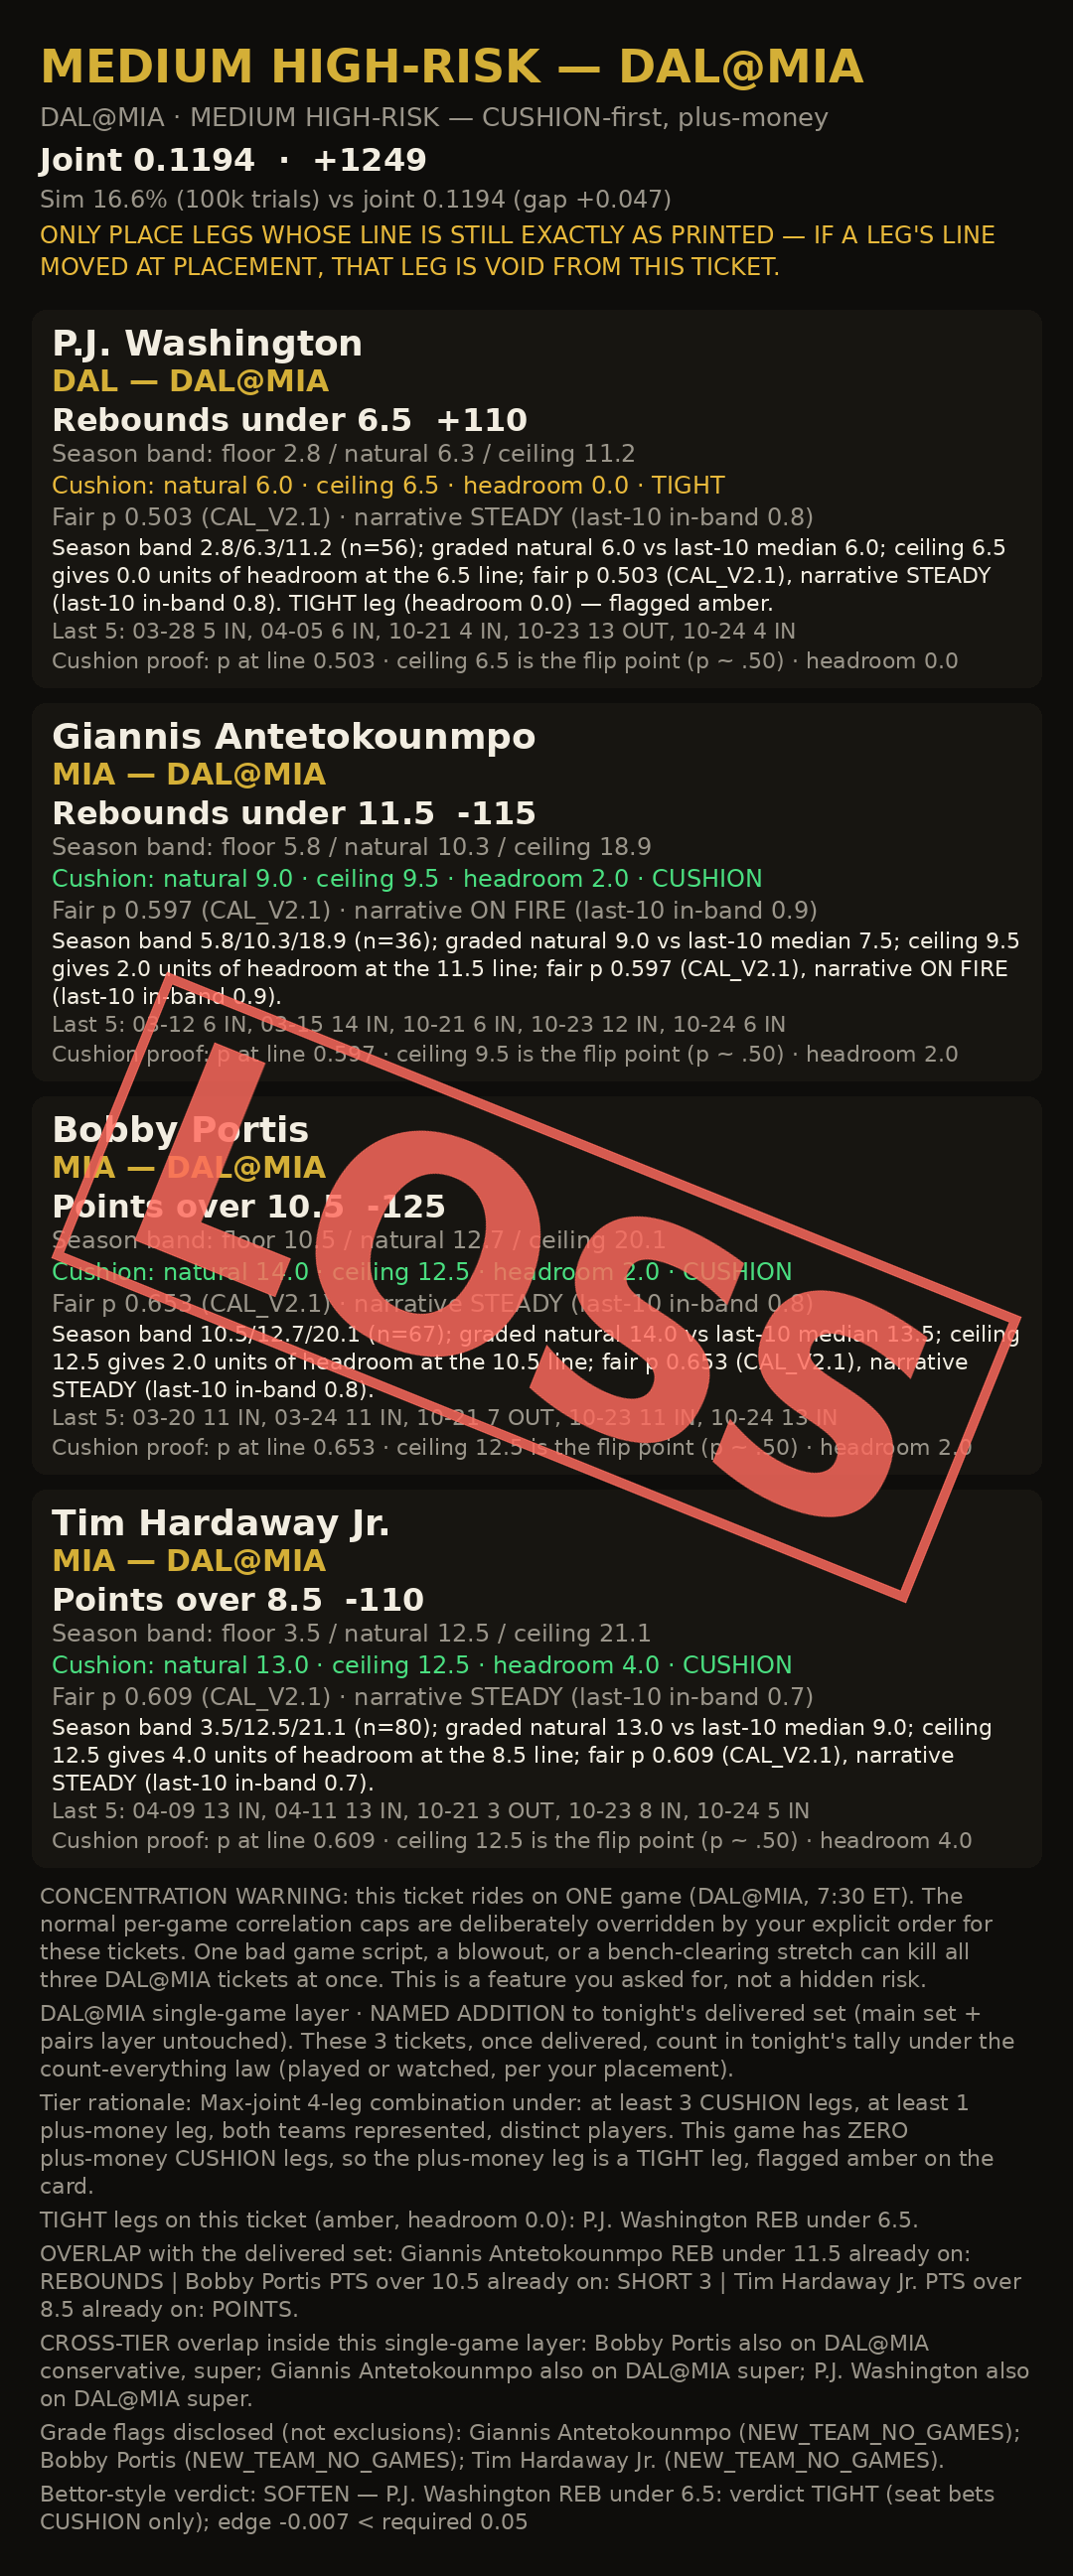 MEDIUM HIGH-RISK — DAL@MIA
DAL@MIA · MEDIUM HIGH-RISK — CUSHION-first, plus-money
Joint 0.1194 · +1249
Sim 16.6% (100k trials) vs joint 0.1194 (gap +0.047)
ONLY PLACE LEGS WHOSE LINE IS STILL EXACTLY AS PRINTED — IF A LEG'S LINE
MOVED AT PLACEMENT, THAT LEG IS VOID FROM THIS TICKET.
P.J. Washington
DAL — DAL@MIA
Rebounds under 6.5 +110
Season band: floor 2.8 / natural 6.3 / ceiling 11.2
Cushion: natural 6.0 · ceiling 6.5 · headroom 0.0 · TIGHT
Fair p 0.503 (CAL_V2.1) · narrative STEADY (last-10 in-band 0.8)
Season band 2.8/6.3/11.2 (n=56); graded natural 6.0 vs last-10 median 6.0; ceiling 6.5
gives 0.0 units of headroom at the 6.5 line; fair p 0.503 (CAL_V2.1), narrative STEADY
(last-10 in-band 0.8). TIGHT leg (headroom 0.0) — flagged amber.
Last 5: 03-28 5 IN, 04-05 6 IN, 10-21 4 IN, 10-23 13 OUT, 10-24 4 IN
Cushion proof: p at line 0.503 · ceiling 6.5 is the flip point (p ~ .50) · headroom 0.0
Giannis Antetokounmpo
MIA — DAL@MIA
Rebounds under 11.5 -115
Season band: floor 5.8 / natural 10.3 / ceiling 18.9
Cushion: natural 9.0 · ceiling 9.5 · headroom 2.0 · CUSHION
Fair p 0.597 (CAL_V2.1) · narrative ON FIRE (last-10 in-band 0.9)
Season band 5.8/10.3/18.9 (n=36); graded natural 9.0 vs last-10 median 7.5; ceiling 9.5
gives 2.0 units of headroom at the 11.5 line; fair p 0.597 (CAL_V2.1), narrative ON FIRE
(last-10 in-band 0.9).
Last 5: 03-12 6 IN, 03-15 14 IN, 10-21 6 IN, 10-23 12 IN, 10-24 6 IN
Cushion proof: p at line 0.597 · ceiling 9.5 is the flip point (p ~ .50) · headroom 2.0
Bobby Portis
MIA — DAL@MIA
Points over 10.5 -125
Season band: floor 10.5 / natural 12.7 / ceiling 20.1
Cushion: natural 14.0 · ceiling 12.5 · headroom 2.0 · CUSHION
Fair p 0.653 (CAL_V2.1) · narrative STEADY (last-10 in-band 0.8)
Season band 10.5/12.7/20.1 (n=67); graded natural 14.0 vs last-10 median 13.5; ceiling
12.5 gives 2.0 units of headroom at the 10.5 line; fair p 0.653 (CAL_V2.1), narrative
STEADY (last-10 in-band 0.8).
Last 5: 03-20 11 IN, 03-24 11 IN, 10-21 7 OUT, 10-23 11 IN, 10-24 13 IN
Cushion proof: p at line 0.653 · ceiling 12.5 is the flip point (p ~ .50) · headroom 2.0
LOSS
Tim Hardaway Jr.
MIA — DAL@MIA
Points over 8.5 -110
Season band: floor 3.5 / natural 12.5 / ceiling 21.1
Cushion: natural 13.0 · ceiling 12.5 · headroom 4.0 · CUSHION
Fair p 0.609 (CAL_V2.1) · narrative STEADY (last-10 in-band 0.7)
Season band 3.5/12.5/21.1 (n=80); graded natural 13.0 vs last-10 median 9.0; ceiling
12.5 gives 4.0 units of headroom at the 8.5 line; fair p 0.609 (CAL_V2.1), narrative
STEADY (last-10 in-band 0.7).
Last 5: 04-09 13 IN, 04-11 13 IN, 10-21 3 OUT, 10-23 8 IN, 10-24 5 IN
Cushion proof: p at line 0.609 · ceiling 12.5 is the flip point (p ~ .50) · headroom 4.0
CONCENTRATION WARNING: this ticket rides on ONE game (DAL@MIA, 7:30 ET). The
normal per-game correlation caps are deliberately overridden by your explicit order for
these tickets. One bad game script, a blowout, or a bench-clearing stretch can kill all
three DAL@MIA tickets at once. This is a feature you asked for, not a hidden risk.
DAL@MIA single-game layer · NAMED ADDITION to tonight's delivered set (main set +
pairs layer untouched). These 3 tickets, once delivered, count in tonight's tally under the
count-everything law (played or watched, per your placement).
Tier rationale: Max-joint 4-leg combination under: at least 3 CUSHION legs, at least 1
plus-money leg, both teams represented, distinct players. This game has ZERO
plus-money CUSHION legs, so the plus-money leg is a TIGHT leg, flagged amber on the
card.
TIGHT legs on this ticket (amber, headroom 0.0): P.J. Washington REB under 6.5.
OVERLAP with the delivered set: Giannis Antetokounmpo REB under 11.5 already on:
REBOUNDS | Bobby Portis PTS over 10.5 already on: SHORT 3 | Tim Hardaway Jr. PTS over
8.5 already on: POINTS.
CROSS-TIER overlap inside this single-game layer: Bobby Portis also on DAL@MIA
conservative, super; Giannis Antetokounmpo also on DAL@MIA super; P.J. Washington also
on DAL@MIA super.
Grade flags disclosed (not exclusions): Giannis Antetokounmpo (NEW_TEAM_NO_GAMES);
Bobby Portis (NEW_TEAM_NO_GAMES); Tim Hardaway Jr. (NEW_TEAM_NO_GAMES).
Bettor-style verdict: SOFTEN — P.J. Washington REB under 6.5: verdict TIGHT (seat bets
CUSHION only); edge -0.007 < required 0.05